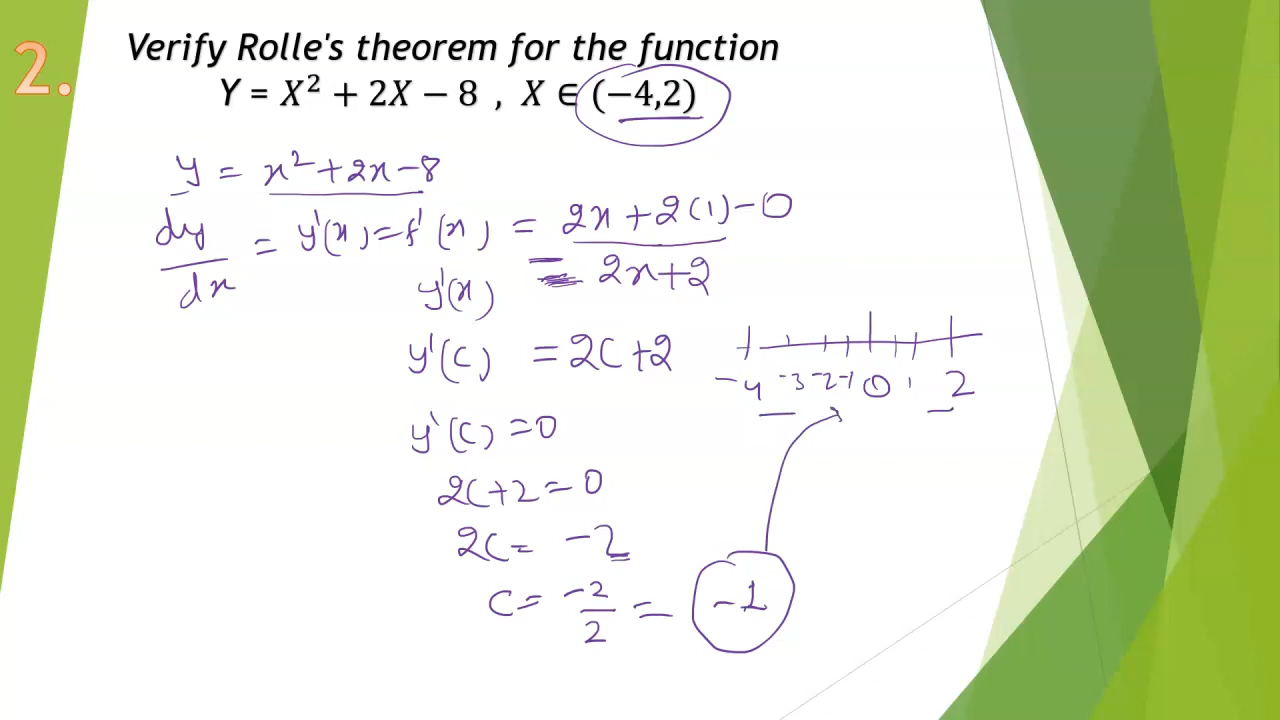 2.
Verify Rolle's theorem for the function
Y = X² + 2X − 8 , X ∈ (−4,2)
y = x² + 2x − 8
dy/dx = y'(x) = f'(x) = 2x + 2(1) − 0
y'(x) = 2x + 2
y'(c) = 2c + 2
-4 -3 -2 -1 0 1 2
y'(c) = 0
2c + 2 = 0
2c = −2
c = −2/2 = −1